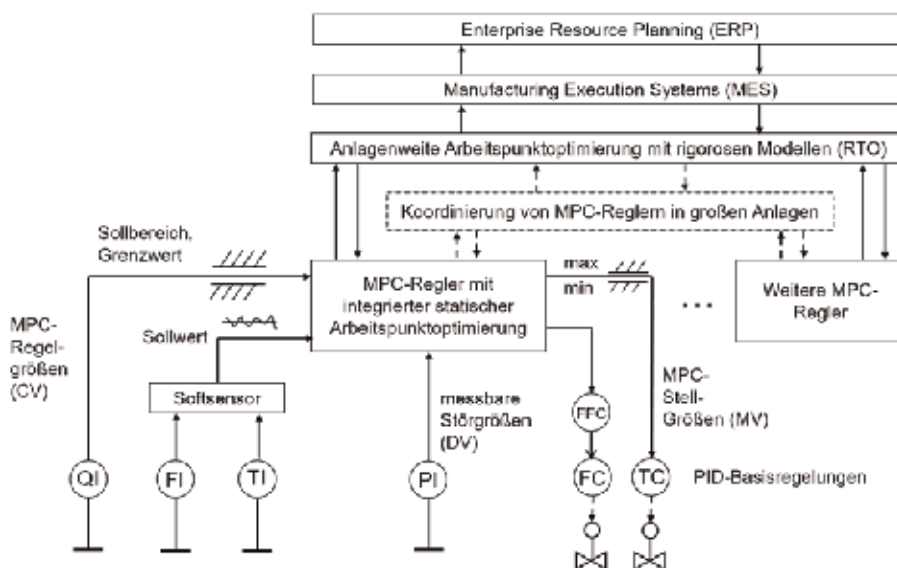 Enterprise Resource Planning (ERP)
Manufacturing Execution Systems (MES)
Anlagenweite Arbeitspunktoptimierung mit rigorosen Modellen (RTO)
Koordinierung von MPC-Reglern in großen Anlagen
Sollbereich,
Grenzwert
MPC-Regler mit
integrierter statischer
Arbeitspunktoptimierung
max
min
...
Weitere MPC-
Regler
MPC-
Regel-
größen
(CV)
Sollwert
Softsensor
messbare
Störgrößen
(DV)
FFC
MPC-
Stell-
Größen (MV)
QI
FI
TI
PI
FC
TC
PID-Basisregelungen